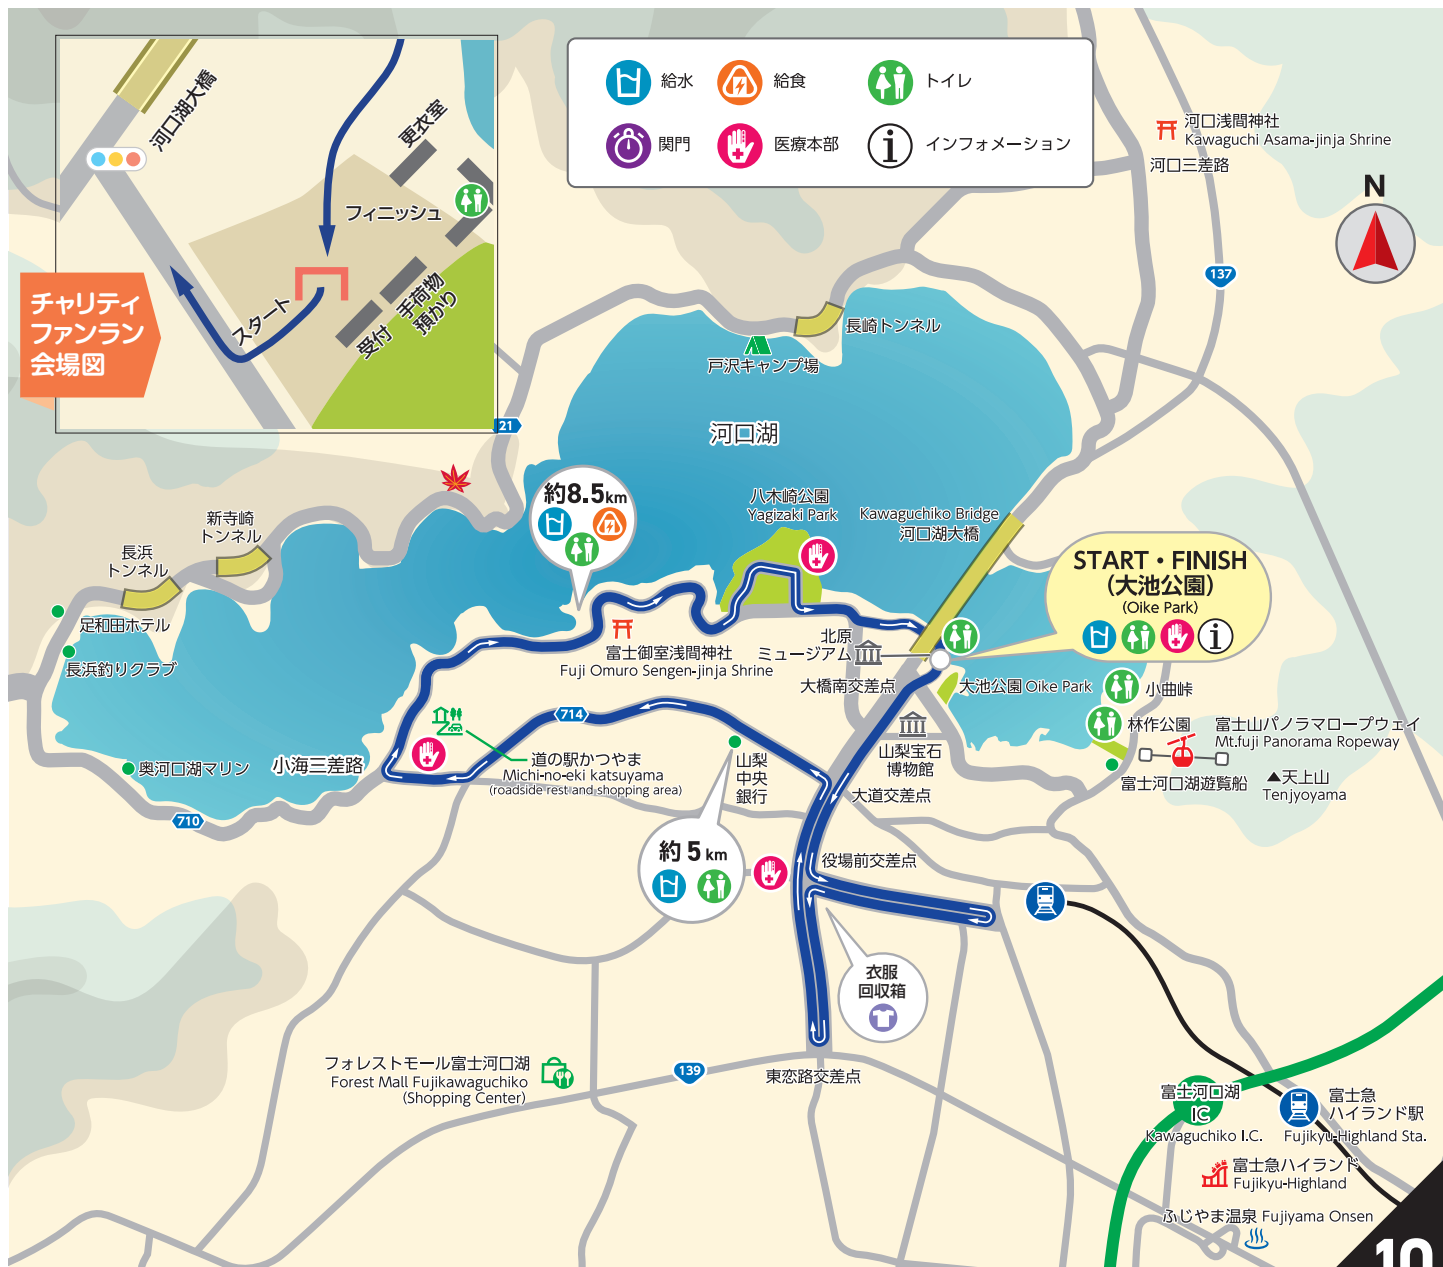 河口湖大橋
更衣室
フィニッシュ
スタート
受付
手荷物
預かり
チャリティ
ファンラン
会場図
給水
給食
トイレ
関門
医療本部
インフォメーション
河口浅間神社
Kawaguchi Asama-jinja Shrine
河口三差路
N
137
長崎トンネル
戸沢キャンプ場
河口湖
21
約8.5km
八木崎公園
Yagizaki Park
Kawaguchiko Bridge
河口湖大橋
START・FINISH
(大池公園)
(Oike Park)
新寺崎
トンネル
長浜
トンネル
足和田ホテル
長浜釣りクラブ
北原
ミュージアム
富士御室浅間神社
Fuji Omuro Sengen-jinja Shrine
大橋南交差点
大池公園 Oike Park
小曲峠
林作公園
富士山パノラマロープウェイ
Mt.fuji Panorama Ropeway
714
山梨宝石
博物館
道の駅かつやま
Michi-no-eki katsuyama
(roadside rest and shopping area)
山梨
中央
銀行
小海三差路
奥河口湖マリン
710
大道交差点
富士河口湖遊覧船
▲天上山
Tenjyoyama
約5km
役場前交差点
衣服
回収箱
フォレストモール富士河口湖
Forest Mall Fujikawaguchiko
(Shopping Center)
139
東恋路交差点
富士河口湖
IC
Kawaguchiko I.C.
富士急
ハイランド駅
Fujikyu-Highland Sta.
富士急ハイランド
Fujikyu-Highland
ふじやま温泉 Fujiyama Onsen
10